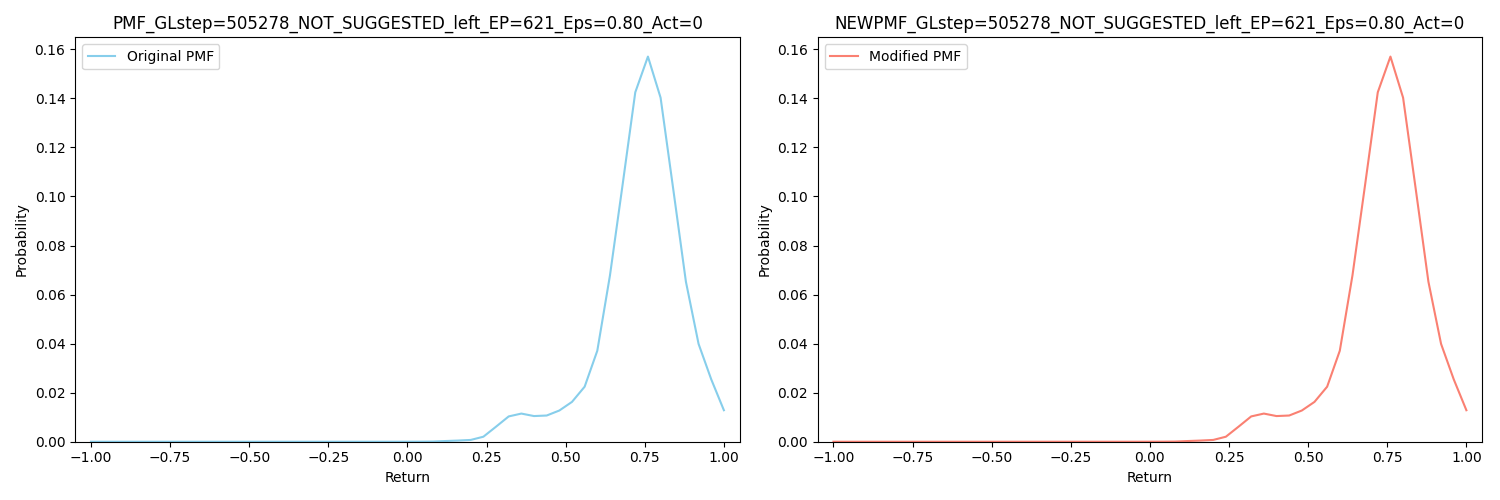 PMF_GLstep=505278_NOT_SUGGESTED_left_EP=621_Eps=0.80_Act=0
Original PMF
Probability
0.16
0.14
0.12
0.10
0.08
0.06
0.04
0.02
0.00
−1.00 −0.75 −0.50 −0.25 0.00 0.25 0.50 0.75 1.00
Return
NEWPMF_GLstep=505278_NOT_SUGGESTED_left_EP=621_Eps=0.80_Act=0
Modified PMF
Probability
0.16
0.14
0.12
0.10
0.08
0.06
0.04
0.02
0.00
−1.00 −0.75 −0.50 −0.25 0.00 0.25 0.50 0.75 1.00
Return